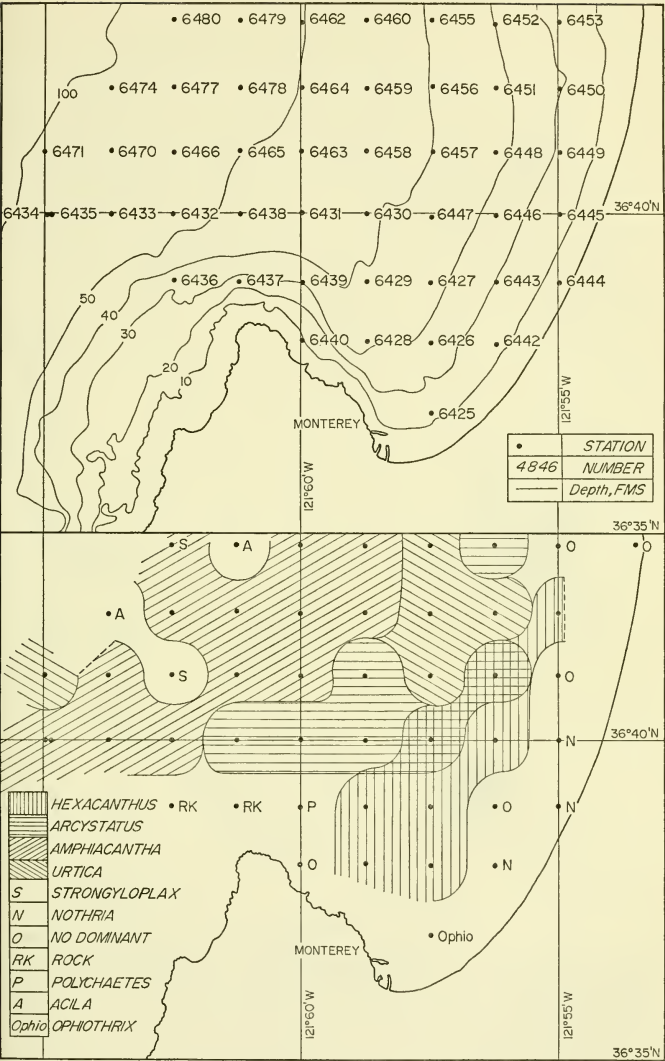 6480 6479 6462 6460 6455 6452 6453
100 6474 6477 6478 6464 6459 6456 6451 6450
6471 6470 6466 6465 6463 6458 6457 6448 6449
6434 6435 6433 6432 6438 6431 6430 6447 6446 6445 36°40'N
50 6436 6437 6439 6429 6427 6443 6444
40
30
6440 6428 6426 6442
20
10
6425
MONTEREY
121°60'W
121°55'W
STATION
4846 NUMBER
Depth, FMS
36°35'N
S A O O
A
S O
N 36°40'N
RK RK P O N
O N
HEXACANTHUS
ARCYSTATUS
AMPHIACANTHA
URTICA
S STRONGYLOPLAX
N NOTHRIA
O NO DOMINANT
RK ROCK
P POLYCHAETES
A ACILA
Ophio OPHIOTHRIX
Ophio
MONTEREY
121°60'W
121°55'W
36°35'N